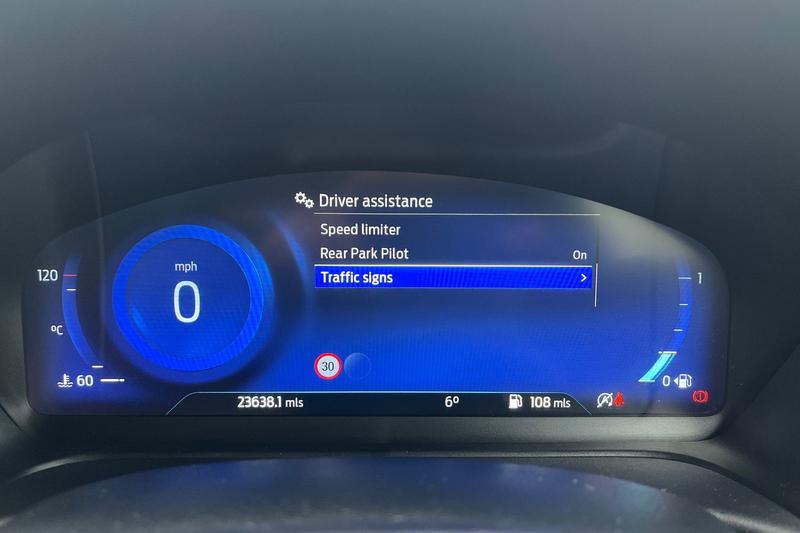 Driver assistance
Speed limiter
Rear Park Pilot On
Traffic signs >
mph
0
120
°C
60
30
1
0
23638.1 mls
6°
108 mls